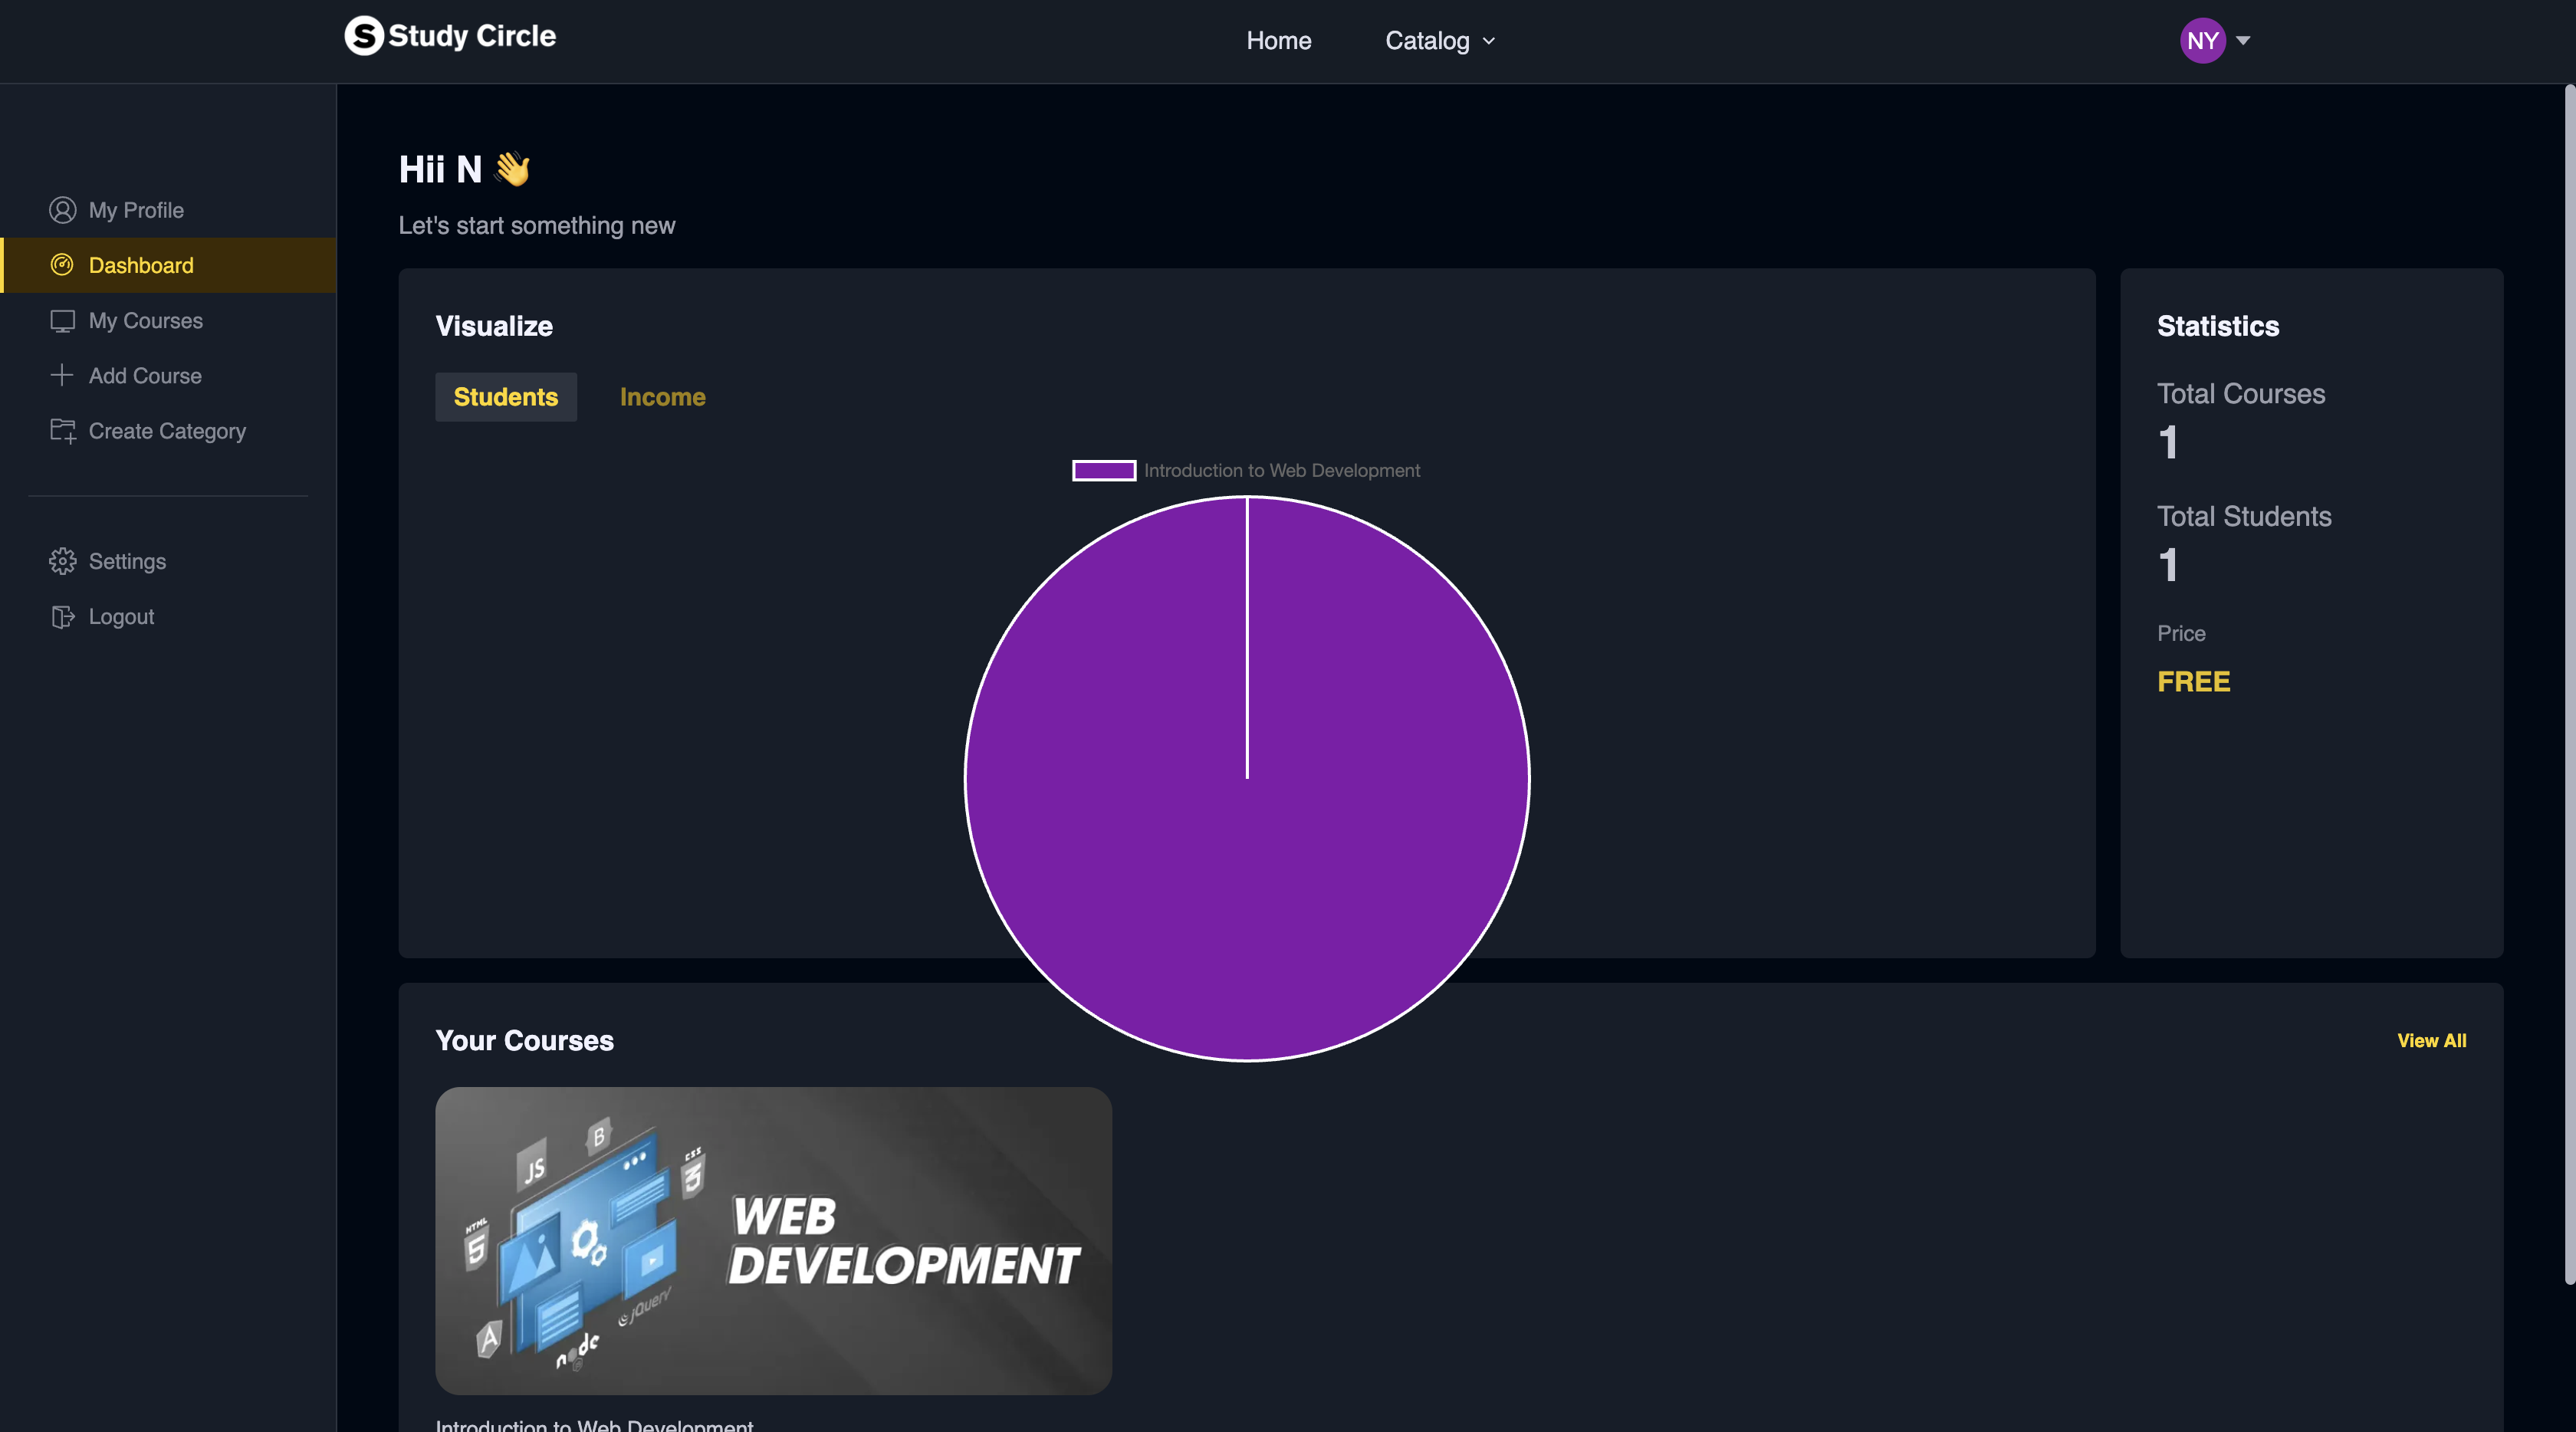 S Study Circle
Home
Catalog
NY
My Profile
Dashboard
My Courses
Add Course
Create Category
Settings
Logout
Hii N 👋
Let's start something new
Visualize
Students
Income
Introduction to Web Development
Statistics
Total Courses
1
Total Students
1
Price
FREE
Your Courses
View All
B
JS
CSS
3
HTML
5
WEB
DEVELOPMENT
jQuery
A
node
Introduction to Web Development